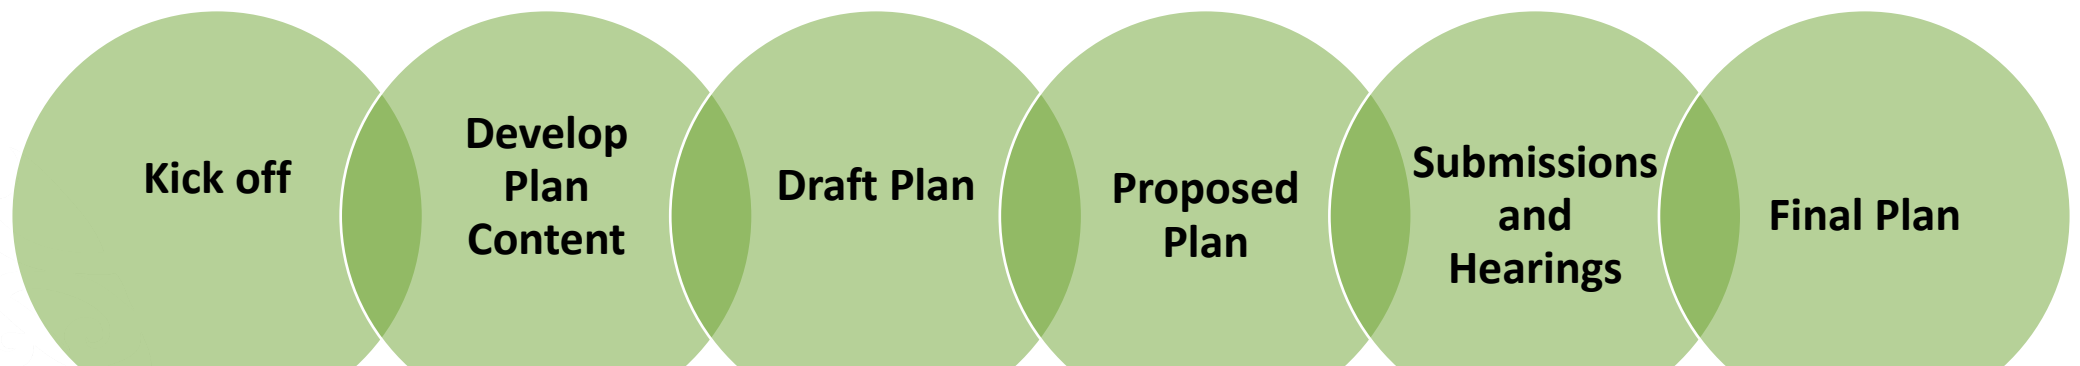 Kick off
Develop
Plan
Content
Draft Plan
Proposed
Plan
Submissions
and
Hearings
Final Plan